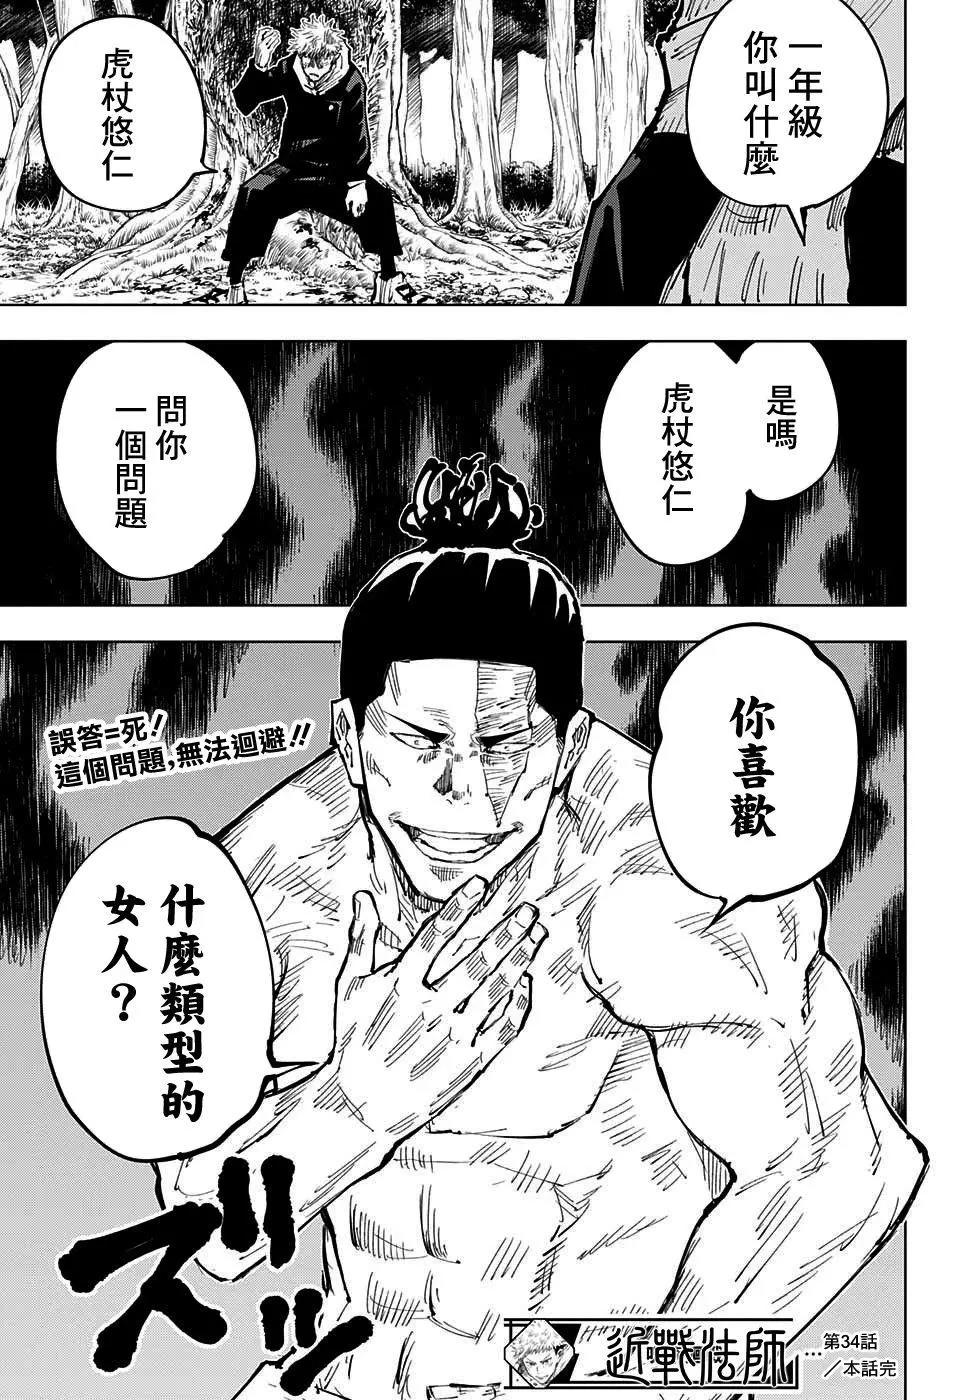 一年級
你叫什麼
虎杖悠仁
是嗎
虎杖悠仁
問你
一個問題
你喜歡
誤答=死!
這個問題,無法迴避!!
什麼類型的
女人?
ズズッ
近戰法師
…第34話
／本話完